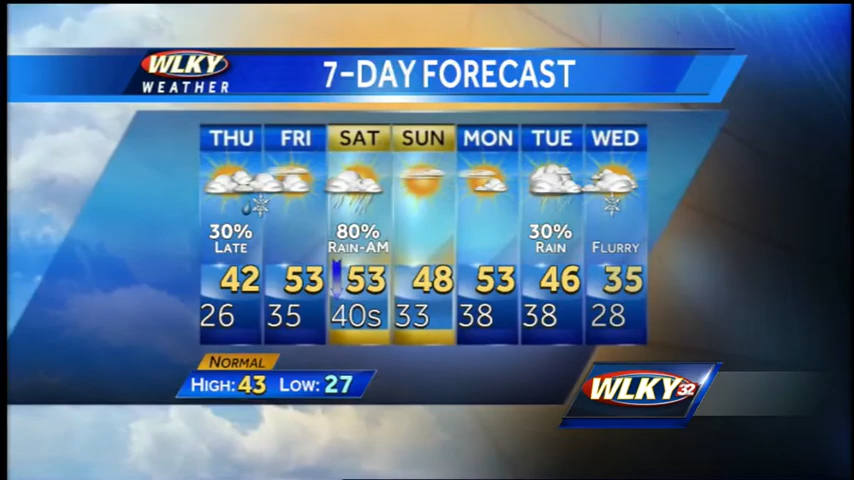 WLKY
WEATHER
7-DAY FORECAST
THU FRI SAT SUN MON TUE WED
30% 80% 30%
LATE RAIN-AM RAIN FLURRY
42 53 53 48 53 46 35
26 35 40s 33 38 38 28
NORMAL
HIGH: 43 LOW: 27
WLKY 32